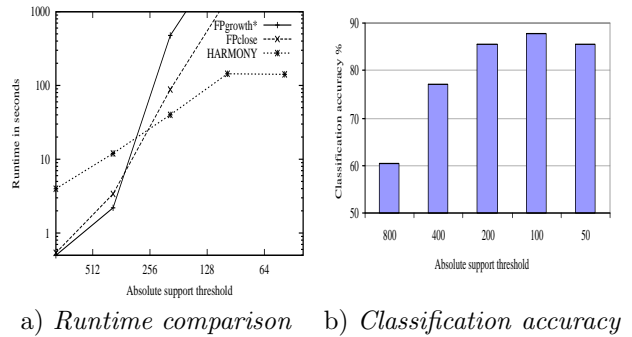 Runtime in seconds
1000
100
10
1
FPgrowth*
FPclose
HARMONY
512
256
128
64
Absolute support threshold
Classification accuracy %
90
80
70
60
50
800
400
200
100
50
Absolute support threshold
a) Runtime comparison
b) Classification accuracy